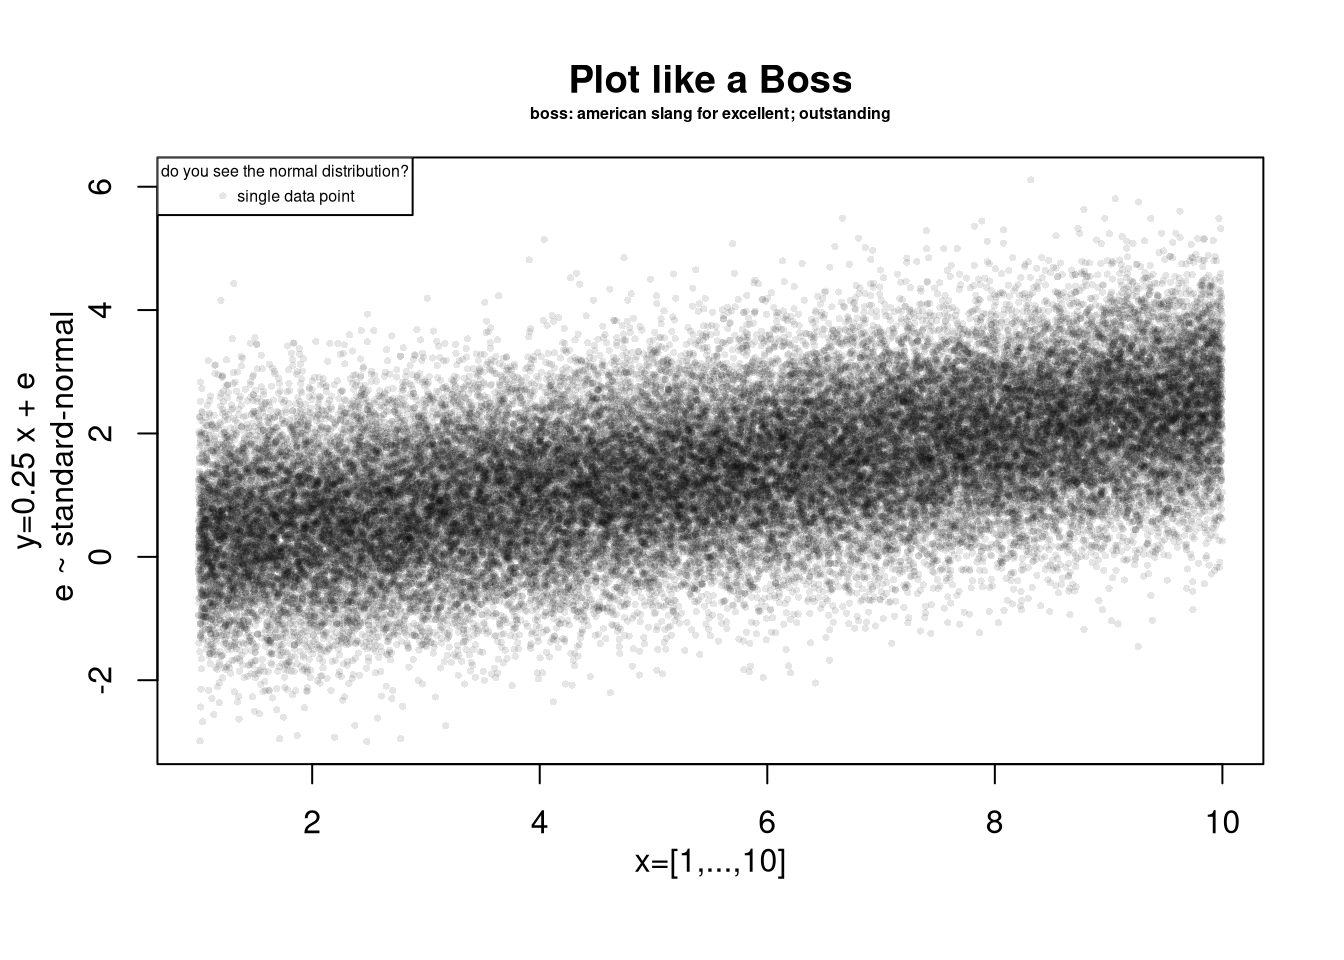 Plot like a Boss
boss: american slang for excellent; outstanding
do you see the normal distribution?
single data point
y=0.25 x + e
e ~ standard-normal
6
4
2
0
-2
2
4
6
8
10
x=[1,...,10]